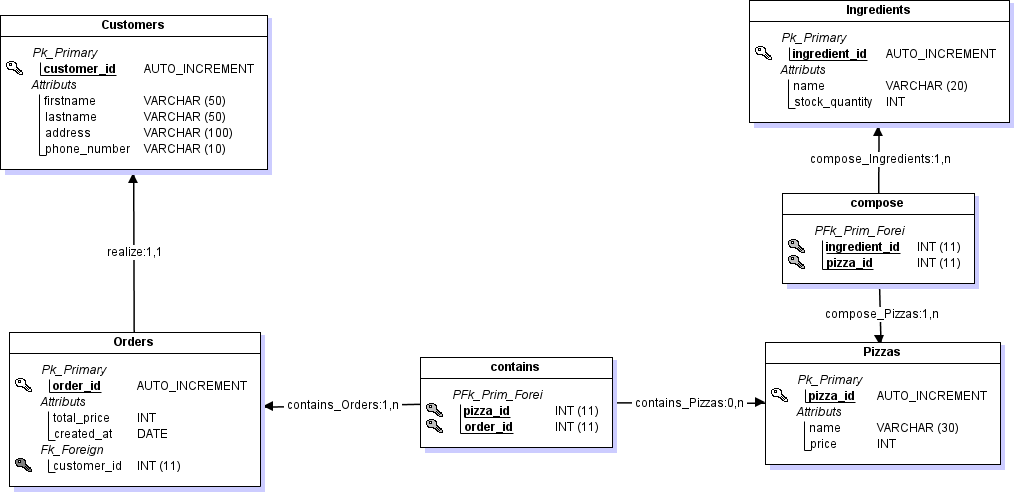 Customers
Pk_Primary
customer_id AUTO_INCREMENT
Attributs
firstname VARCHAR (50)
lastname VARCHAR (50)
address VARCHAR (100)
phone_number VARCHAR (10)
Ingredients
Pk_Primary
ingredient_id AUTO_INCREMENT
Attributs
name VARCHAR (20)
stock_quantity INT
compose_Ingredients:1,n
compose
PFk_Prim_Forei
ingredient_id INT (11)
pizza_id INT (11)
realize:1,1
compose_Pizzas:1,n
Orders
Pk_Primary
order_id AUTO_INCREMENT
Attributs
total_price INT
created_at DATE
Fk_Foreign
customer_id INT (11)
contains_Orders:1,n
contains
PFk_Prim_Forei
pizza_id INT (11)
order_id INT (11)
contains_Pizzas:0,n
Pizzas
Pk_Primary
pizza_id AUTO_INCREMENT
Attributs
name VARCHAR (30)
price INT